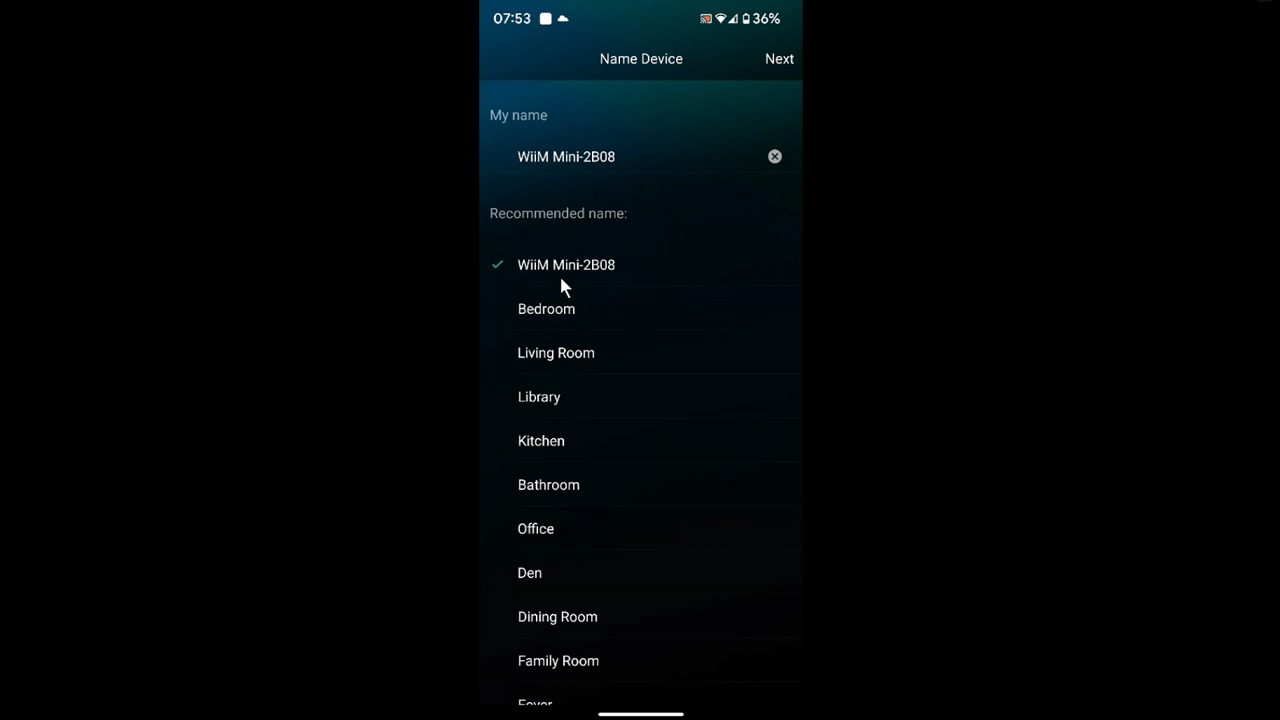 07:53 36%
Name Device Next
My name
WiiM Mini-2B08
Recommended name:
WiiM Mini-2B08
Bedroom
Living Room
Library
Kitchen
Bathroom
Office
Den
Dining Room
Family Room
Foyer